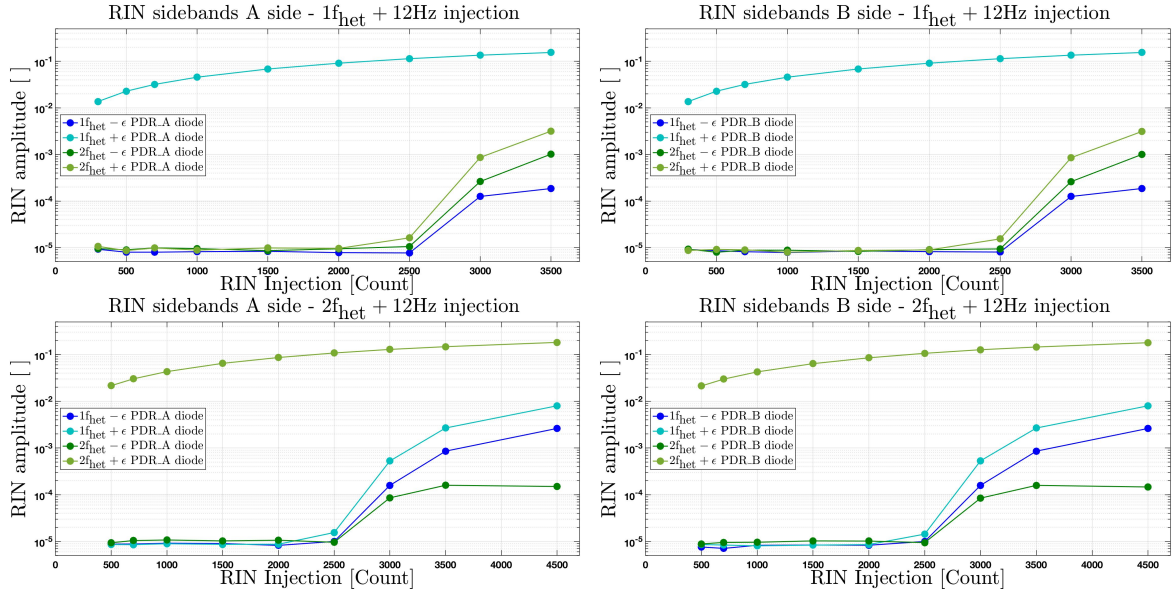 RIN sidebands A side - 1f_het + 12Hz injection
RIN amplitude [ ]
10^-1
10^-2
10^-3
10^-4
10^-5
1f_het − ϵ PDR_A diode
1f_het + ϵ PDR_A diode
2f_het − ϵ PDR_A diode
2f_het + ϵ PDR_A diode
0 500 1000 1500 2000 2500 3000 3500
RIN Injection [Count]
RIN sidebands B side - 1f_het + 12Hz injection
RIN amplitude [ ]
10^-1
10^-2
10^-3
10^-4
10^-5
1f_het − ϵ PDR_B diode
1f_het + ϵ PDR_B diode
2f_het − ϵ PDR_B diode
2f_het + ϵ PDR_B diode
0 500 1000 1500 2000 2500 3000 3500
RIN Injection [Count]
RIN sidebands A side - 2f_het + 12Hz injection
RIN amplitude [ ]
10^-1
10^-2
10^-3
10^-4
10^-5
1f_het − ϵ PDR_A diode
1f_het + ϵ PDR_A diode
2f_het − ϵ PDR_A diode
2f_het + ϵ PDR_A diode
0 500 1000 1500 2000 2500 3000 3500 4000 4500
RIN Injection [Count]
RIN sidebands B side - 2f_het + 12Hz injection
RIN amplitude [ ]
10^-1
10^-2
10^-3
10^-4
10^-5
1f_het − ϵ PDR_B diode
1f_het + ϵ PDR_B diode
2f_het − ϵ PDR_B diode
2f_het + ϵ PDR_B diode
0 500 1000 1500 2000 2500 3000 3500 4000 4500
RIN Injection [Count]